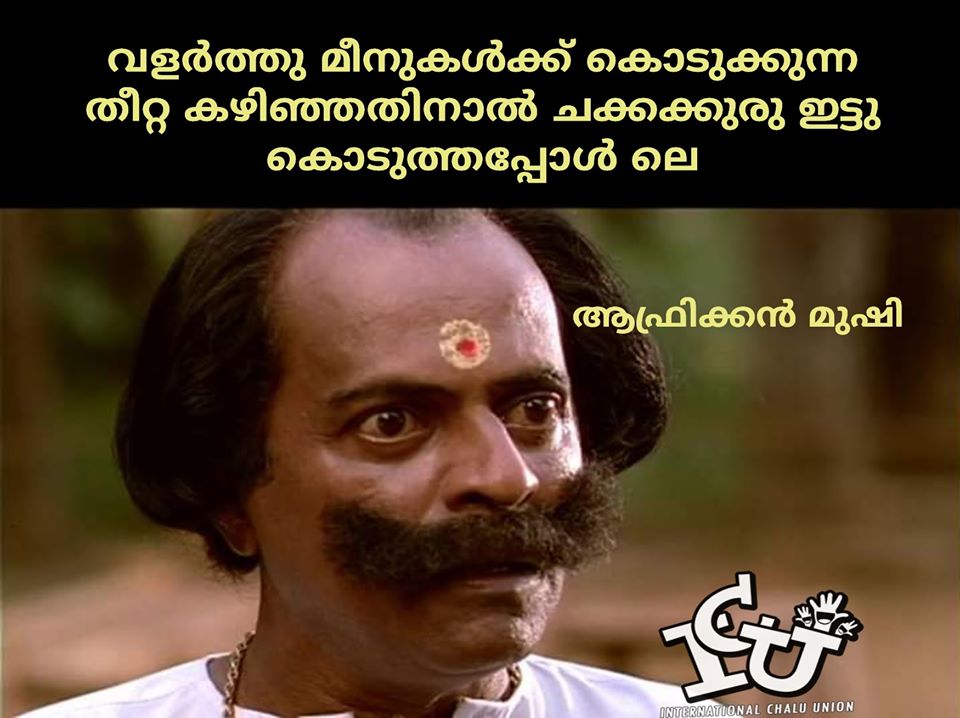 വളർത്തു മീനുകൾക്ക് കൊടുക്കുന്ന
തീറ്റ കഴിഞ്ഞതിനാൽ ചക്കക്കുരു ഇട്ടു
കൊടുത്തപ്പോൾ ലെ
ആഫ്രിക്കൻ മുഷി
ICU
INTERNATIONAL CHALU UNION